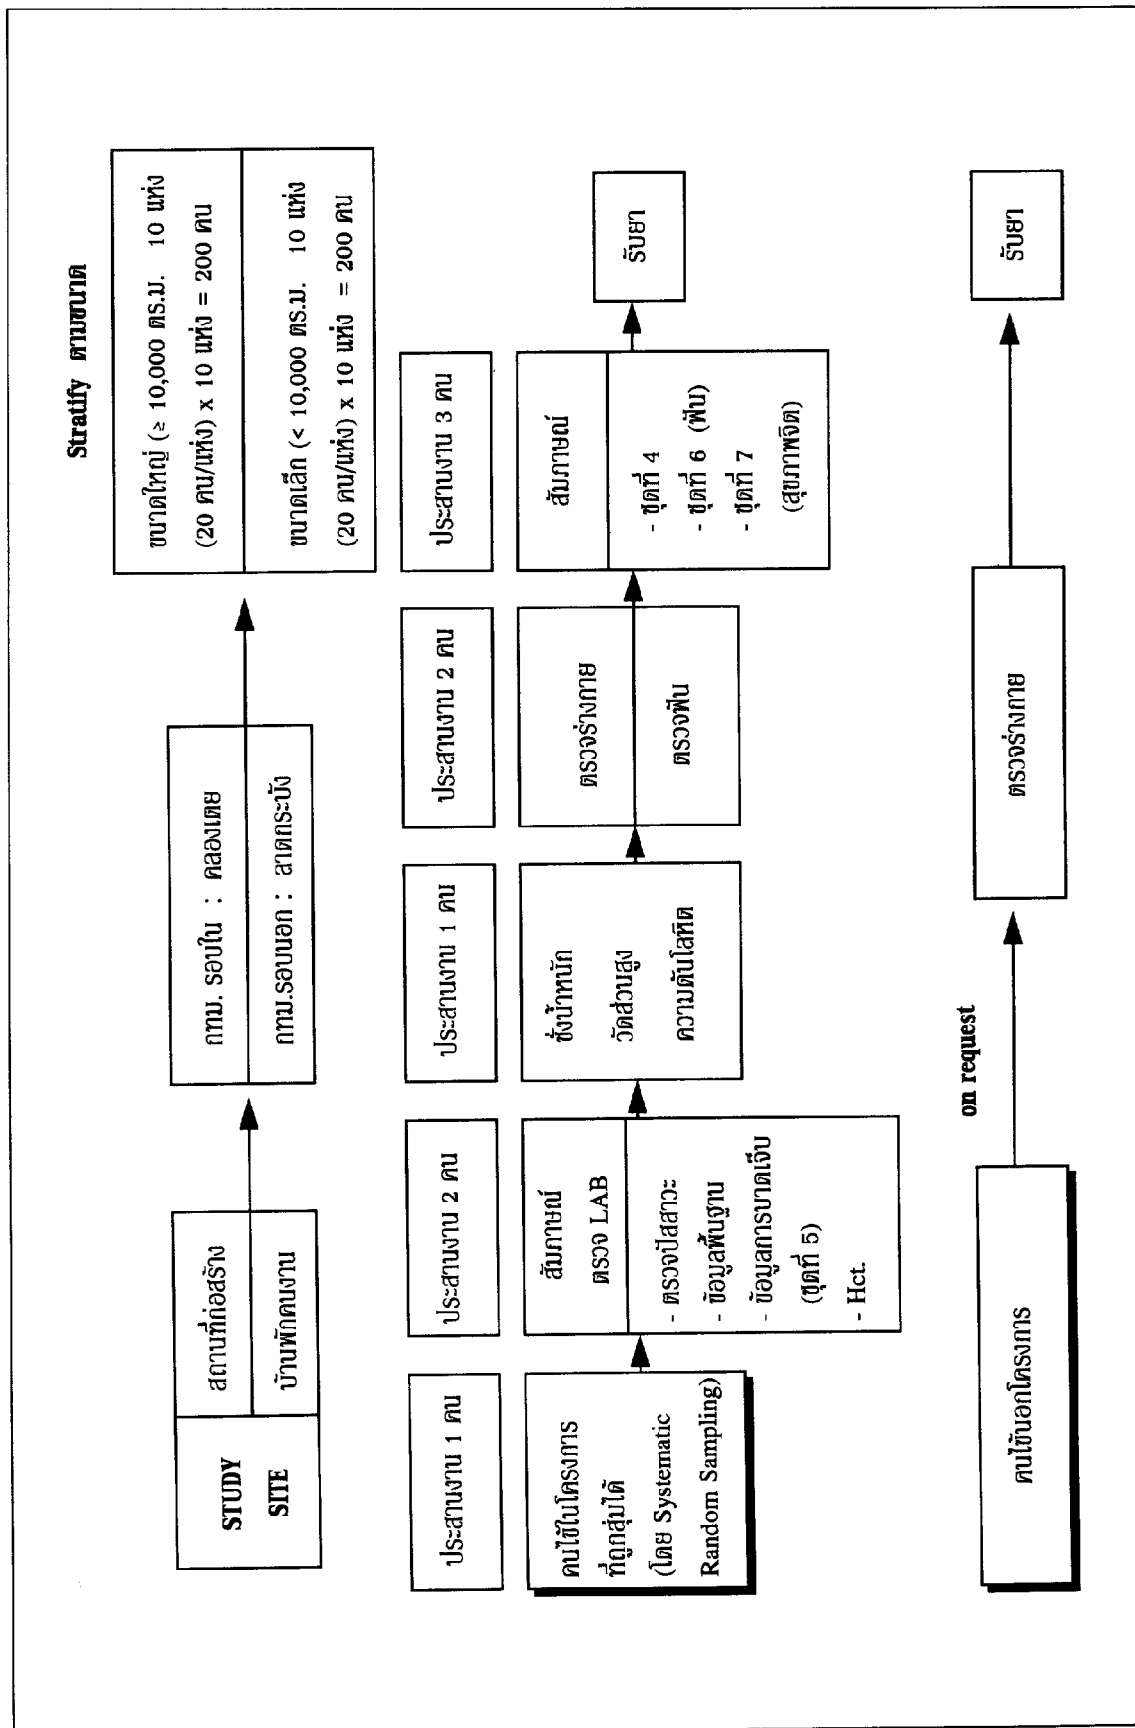 Stratify ตามขนาด
STUDY
SITE
สถานที่ก่อสร้าง
บ้านพักคนงาน
กทม. รอบใน : คลองเตย
กทม.รอบนอก : ลาดกระบัง
ขนาดใหญ่ (≥ 10,000 ตร.ม. 10 แห่ง
(20 คน/แห่ง) x 10 แห่ง = 200 คน
ขนาดเล็ก (< 10,000 ตร.ม. 10 แห่ง
(20 คน/แห่ง) x 10 แห่ง = 200 คน
ประสานงาน 1 คน
ประสานงาน 2 คน
ประสานงาน 1 คน
ประสานงาน 2 คน
ประสานงาน 3 คน
คนไข้ในโครงการ
ที่ถูกสุ่มได้
(โดย Systematic
Random Sampling)
สัมภาษณ์
ตรวจ LAB
- ตรวจปัสสาวะ
- ข้อมูลพื้นฐาน
- ข้อมูลการบาดเจ็บ
(ชุดที่ 5)
- Hct.
ชั่งน้ำหนัก
วัดส่วนสูง
ความดันโลหิต
ตรวจร่างกาย
ตรวจฟัน
สัมภาษณ์
- ชุดที่ 4
- ชุดที่ 6 (ฟัน)
- ชุดที่ 7
(สุขภาพจิต)
รับยา
คนไข้นอกโครงการ
on request
ตรวจร่างกาย
รับยา